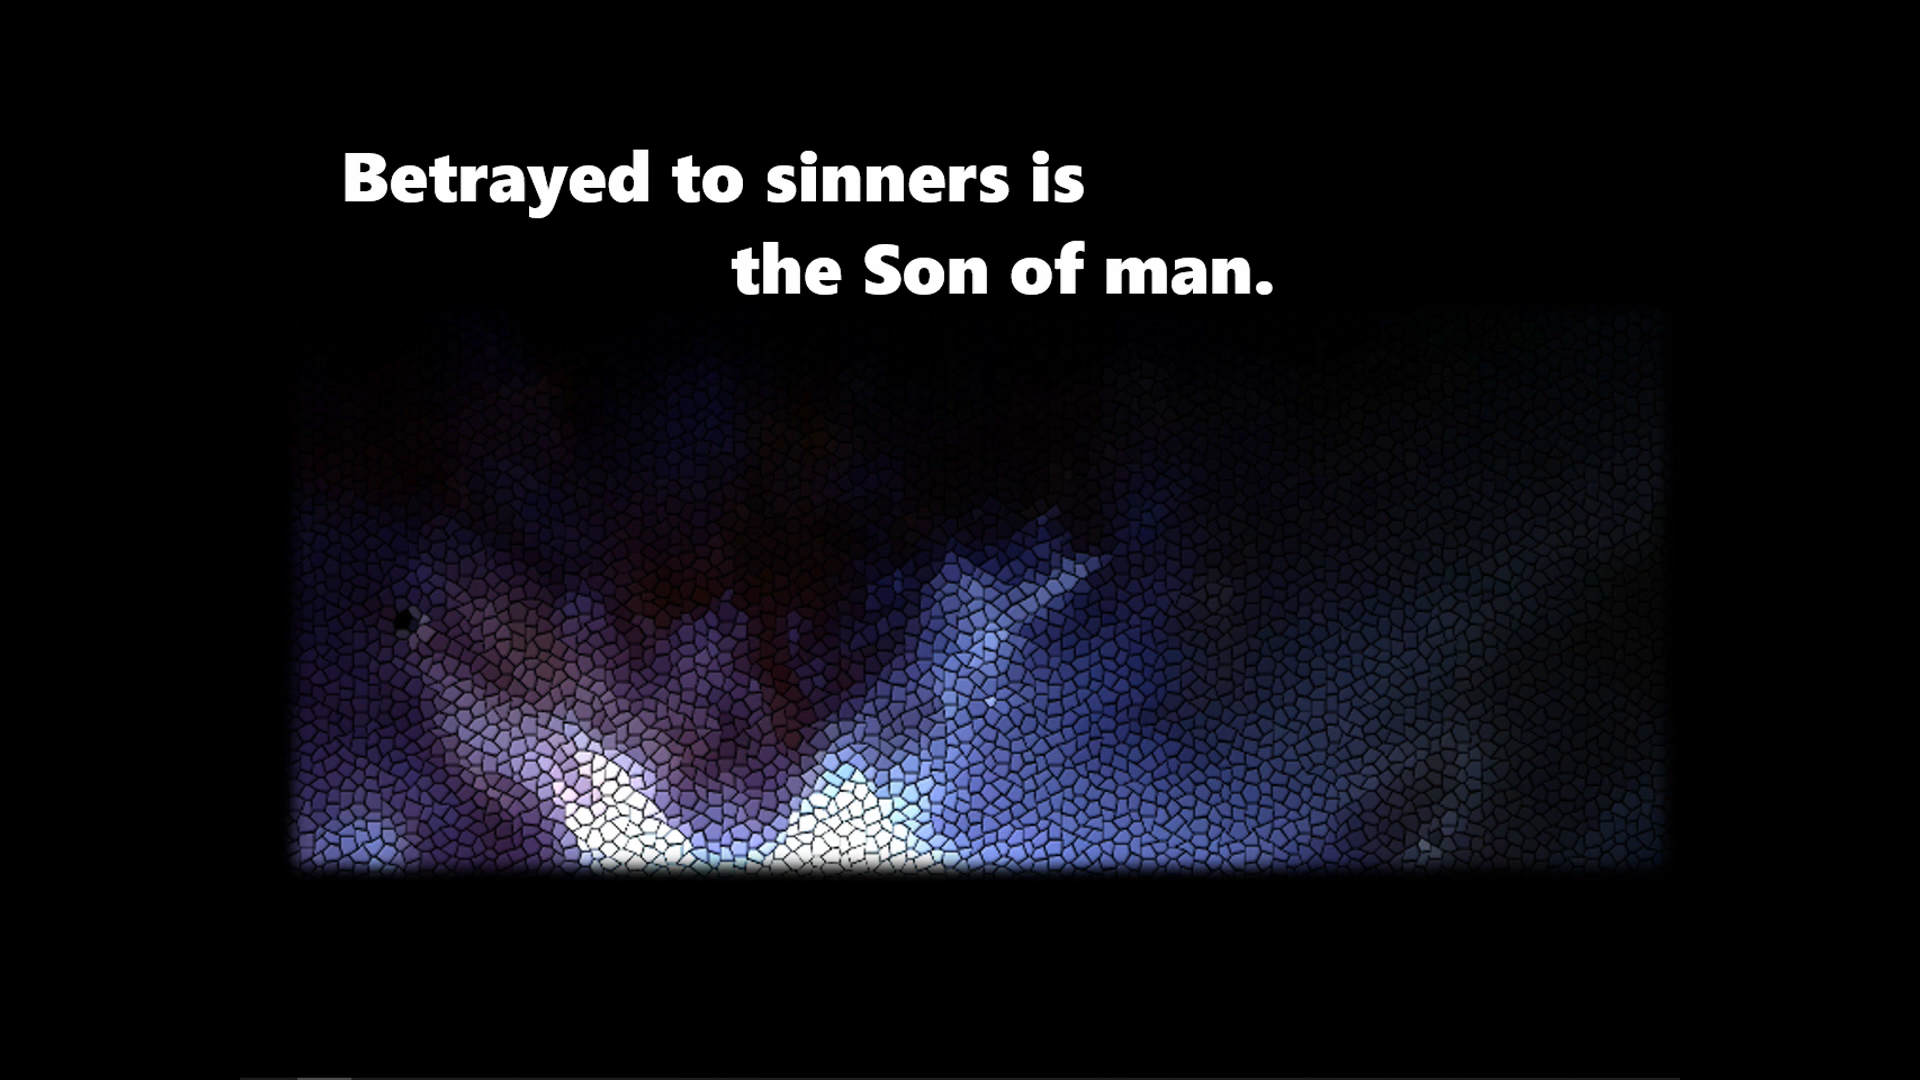 Betrayed to sinners is
the Son of man.